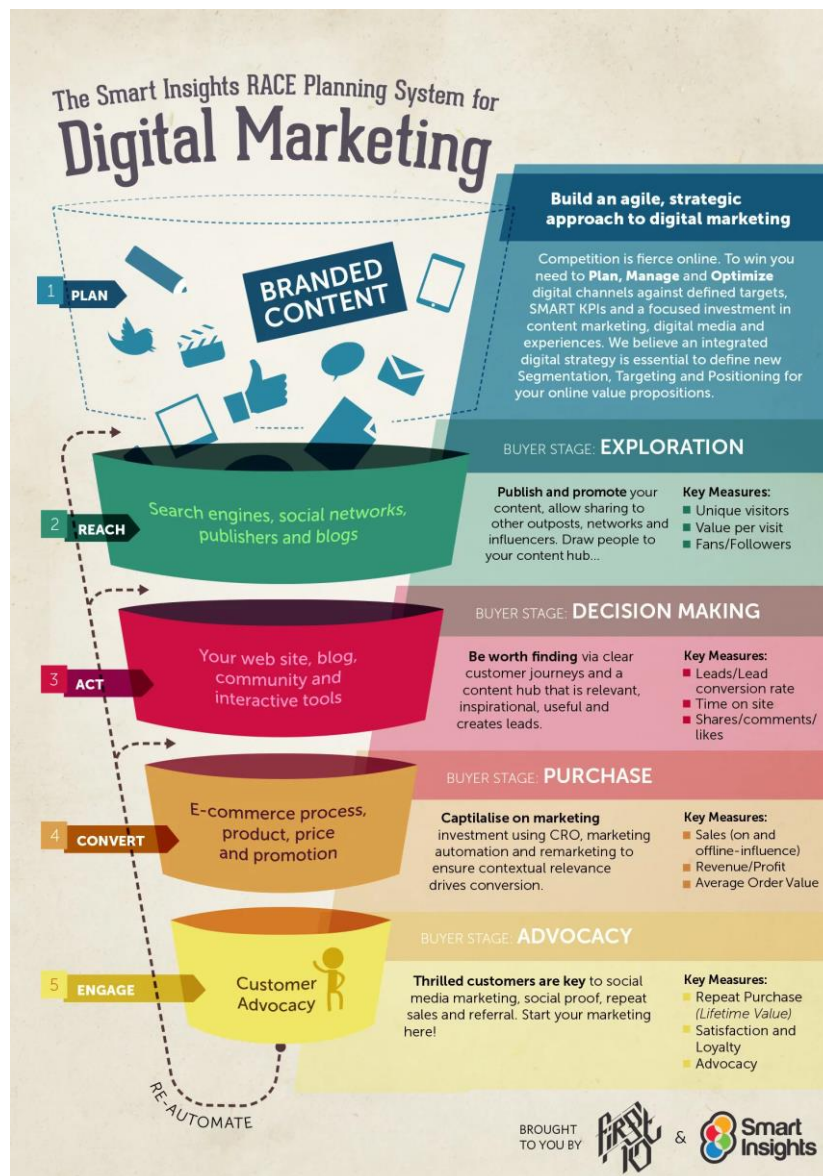 The Smart Insights RACE Planning System for
Digital Marketing
Build an agile, strategic
approach to digital marketing
Competition is fierce online. To win you
need to Plan, Manage and Optimize
digital channels against defined targets,
SMART KPIs and a focused investment in
content marketing, digital media and
experiences. We believe an integrated
digital strategy is essential to define new
Segmentation, Targeting and Positioning for
your online value propositions.
1 PLAN
BRANDED
CONTENT
BUYER STAGE: EXPLORATION
2 REACH
Search engines, social networks,
publishers and blogs
Publish and promote your
content, allow sharing to
other outposts, networks and
influencers. Draw people to
your content hub...
Key Measures:
Unique visitors
Value per visit
Fans/Followers
BUYER STAGE: DECISION MAKING
3 ACT
Your web site, blog,
community and
interactive tools
Be worth finding via clear
customer journeys and a
content hub that is relevant,
inspirational, useful and
creates leads.
Key Measures:
Leads/Lead
conversion rate
Time on site
Shares/comments/
likes
BUYER STAGE: PURCHASE
4 CONVERT
E-commerce process,
product, price
and promotion
Captilalise on marketing
investment using CRO, marketing
automation and remarketing to
ensure contextual relevance
drives conversion.
Key Measures:
Sales (on and
offline-influence)
Revenue/Profit
Average Order Value
BUYER STAGE: ADVOCACY
5 ENGAGE
Customer
Advocacy
Thrilled customers are key to social
media marketing, social proof, repeat
sales and referral. Start your marketing
here!
Key Measures:
Repeat Purchase
(Lifetime Value)
Satisfaction and
Loyalty
Advocacy
RE-AUTOMATE
BROUGHT
TO YOU BY
First
10
&
Smart
Insights